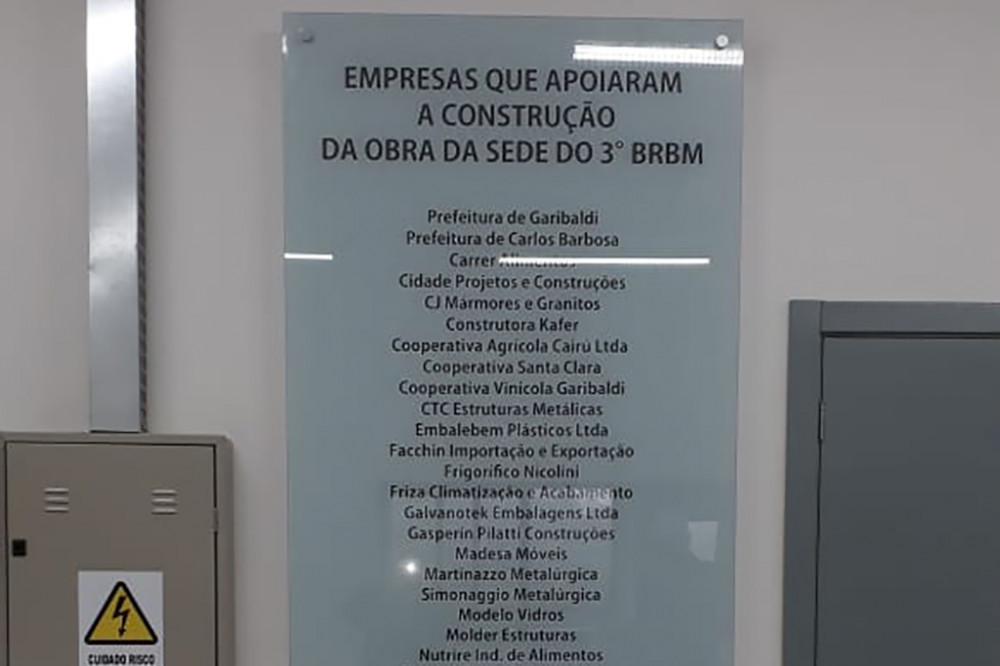 EMPRESAS QUE APOIARAM
A CONSTRUÇÃO
DA OBRA DA SEDE DO 3° BRBM
Prefeitura de Garibaldi
Prefeitura de Carlos Barbosa
Carrer Alimentos
Cidade Projetos e Construções
CJ Mármores e Granitos
Construtora Kafer
Cooperativa Agrícola Cairú Ltda
Cooperativa Santa Clara
Cooperativa Vinícola Garibaldi
CTC Estruturas Metálicas
Embalebem Plásticos Ltda
Facchin Importação e Exportação
Frigorífico Nicolini
Friza Climatização e Acabamento
Galvanotek Embalagens Ltda
Gasperin Pilatti Construções
Madesa Móveis
Martinazzo Metalúrgica
Simonaggio Metalúrgica
Modelo Vidros
Molder Estruturas
Nutrire Ind. de Alimentos
CUIDADO RISCO